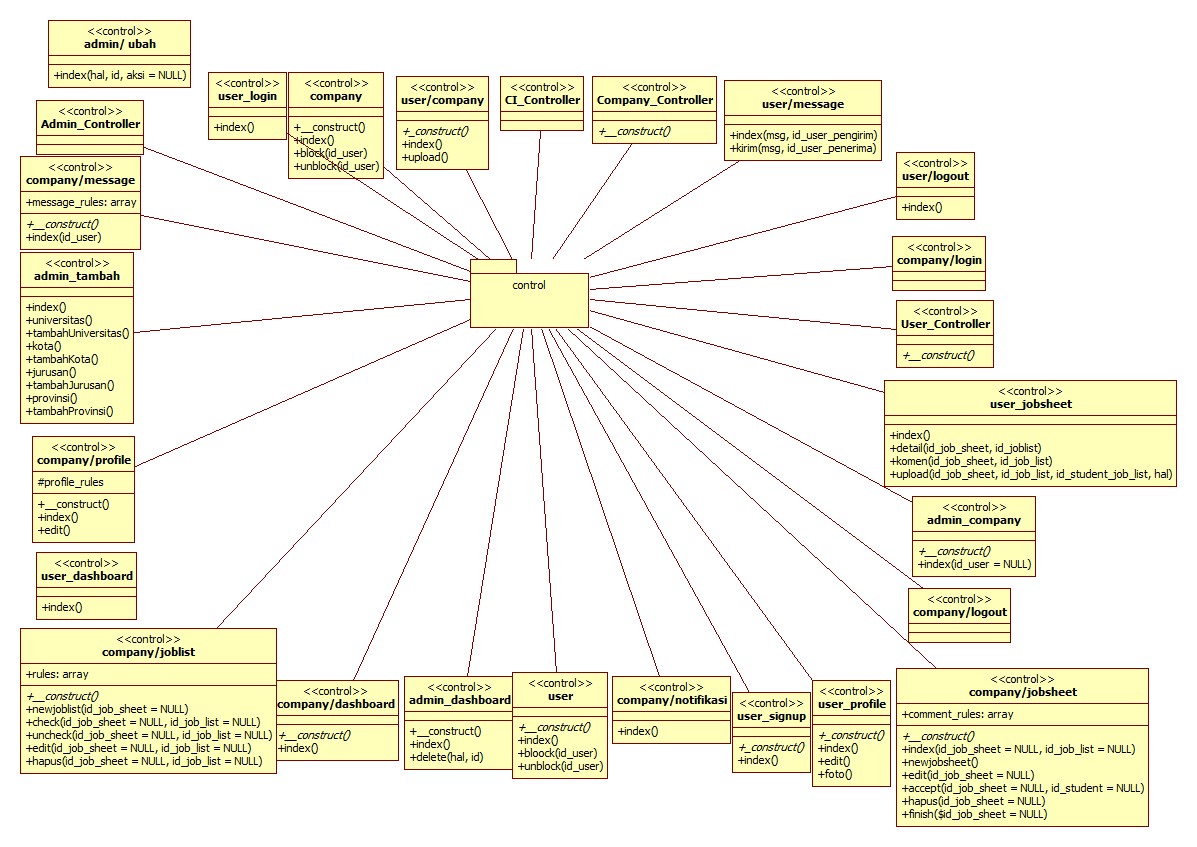 <<control>>
admin/ ubah
+index(hal, id, aksi = NULL)
<<control>>
user_login
+index()
<<control>>
company
+__construct()
+index()
+block(id_user)
+unblock(id_user)
<<control>>
user/company
+_construct()
+index()
+upload()
<<control>>
CI_Controller
<<control>>
Company_Controller
+__construct()
<<control>>
user/message
+index(msg, id_user_pengirim)
+kirim(msg, id_user_penerima)
<<control>>
Admin_Controller
<<control>>
company/message
+message_rules: array
+__construct()
+index(id_user)
<<control>>
user/logout
+index()
<<control>>
company/login
<<control>>
admin_tambah
+index()
+universitas()
+tambahUniversitas()
+kota()
+tambahKota()
+jurusan()
+tambahJurusan()
+provinsi()
+tambahProvinsi()
control
<<control>>
User_Controller
+__construct()
<<control>>
user_jobsheet
+index()
+detail(id_job_sheet, id_joblist)
+komen(id_job_sheet, id_job_list)
+upload(id_job_sheet, id_job_list, id_student_job_list, hal)
<<control>>
company/profile
#profile_rules
+__construct()
+index()
+edit()
<<control>>
admin_company
+__construct()
+index(id_user = NULL)
<<control>>
user_dashboard
+index()
<<control>>
company/logout
<<control>>
company/joblist
+rules: array
+__construct()
+newjoblist(id_job_sheet = NULL)
+check(id_job_sheet = NULL, id_job_list = NULL)
+uncheck(id_job_sheet = NULL, id_job_list = NULL)
+edit(id_job_sheet = NULL, id_job_list = NULL)
+hapus(id_job_sheet = NULL, id_job_list = NULL)
<<control>>
company/dashboard
+__construct()
+index()
<<control>>
admin_dashboard
+__construct()
+index()
+delete(hal, id)
<<control>>
user
+__construct()
+index()
+bloock(id_user)
+unblock(id_user)
<<control>>
company/notifikasi
+index()
<<control>>
user_signup
+_construct()
+index()
<<control>>
user_profile
+_construct()
+index()
+edit()
+foto()
<<control>>
company/jobsheet
+comment_rules: array
+__construct()
+index(id_job_sheet = NULL, id_job_list = NULL)
+newjobsheet()
+edit(id_job_sheet = NULL)
+accept(id_job_sheet = NULL, id_student = NULL)
+hapus(id_job_sheet = NULL)
+finish($id_job_sheet = NULL)